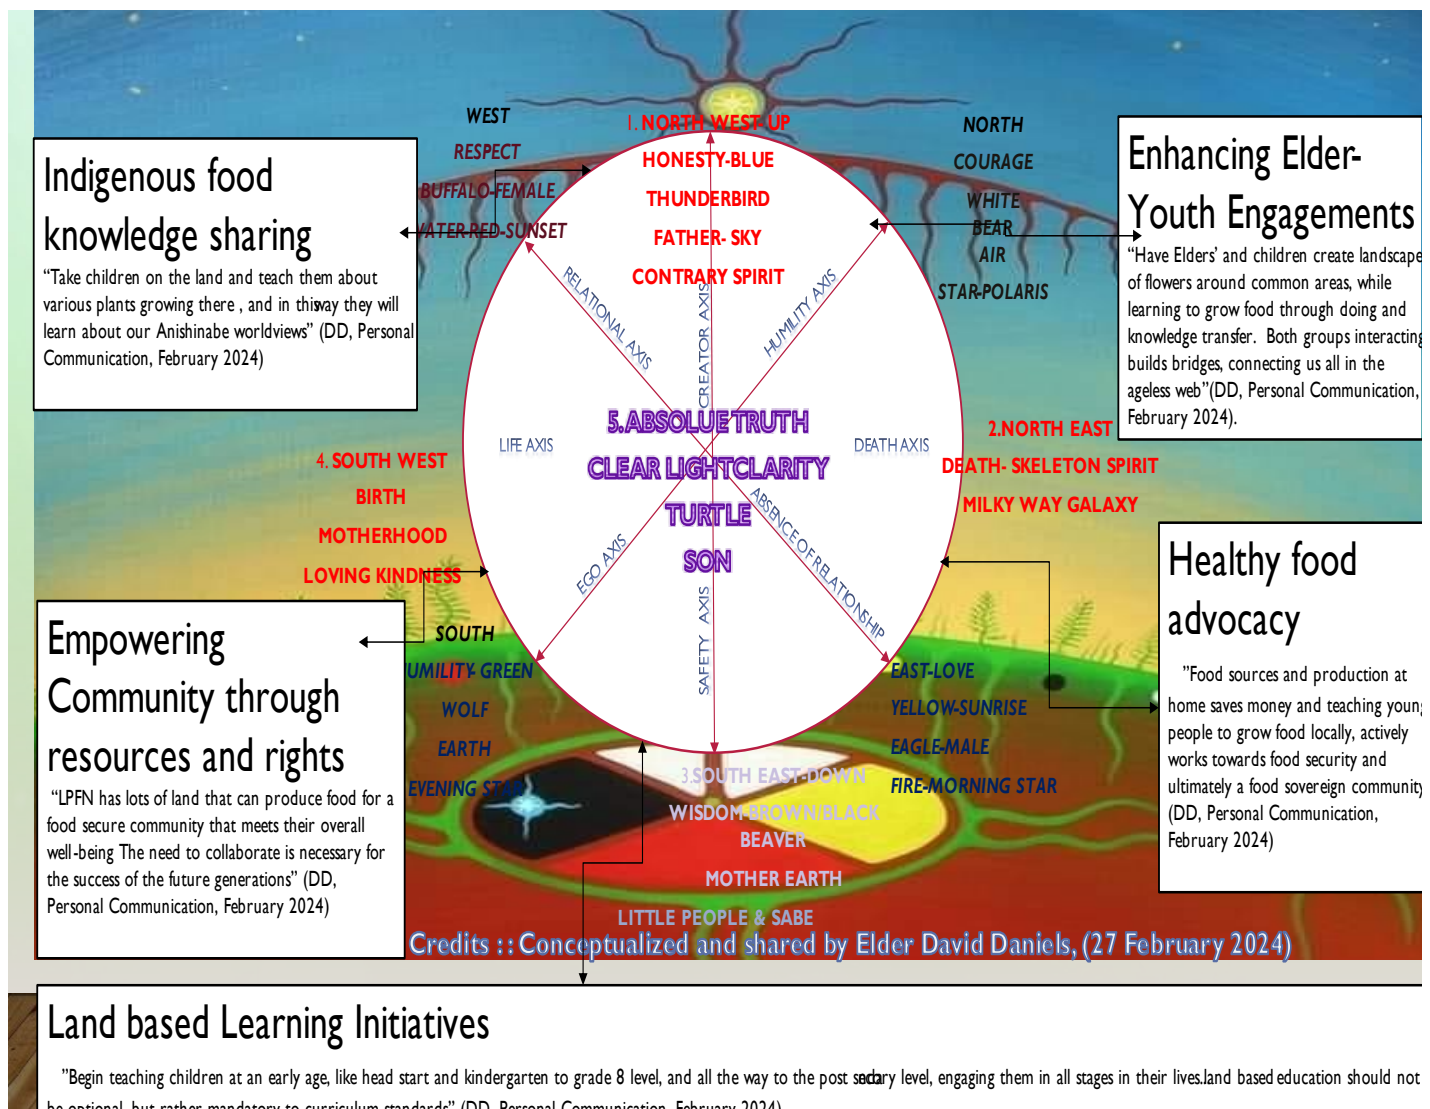 WEST
RESPECT
BUFFALO-FEMALE
WATER-RED-SUNSET
1. NORTH WEST-UP
HONESTY-BLUE
THUNDERBIRD
FATHER- SKY
CONTRARY SPIRIT
NORTH
COURAGE
WHITE
BEAR
AIR
STAR-POLARIS
Indigenous food
knowledge sharing
“Take children on the land and teach them about
various plants growing there , and in this way they will
learn about our Anishinabe worldviews” (DD, Personal
Communication, February 2024)
Enhancing Elder-
Youth Engagements
“Have Elders’ and children create landscape
of flowers around common areas, while
learning to grow food through doing and
knowledge transfer. Both groups interacting
builds bridges, connecting us all in the
ageless web”(DD, Personal Communication,
February 2024).
RELATIONAL AXIS
CREATOR AXIS
HUMILITY AXIS
LIFE AXIS
DEATH AXIS
5.ABSOLUE TRUTH
CLEAR LIGHTCLARITY
TURTLE
SON
EGO AXIS
SAFETY AXIS
ABSENCE OF RELATIONSHIP
2.NORTH EAST
DEATH- SKELETON SPIRIT
MILKY WAY GALAXY
4. SOUTH WEST
BIRTH
MOTHERHOOD
LOVING KINDNESS
Empowering
Community through
resources and rights
“LPFN has lots of land that can produce food for a
food secure community that meets their overall
well-being The need to collaborate is necessary for
the success of the future generations” (DD,
Personal Communication, February 2024)
SOUTH
UMILITY- GREEN
WOLF
EARTH
EVENING STAR
EAST-LOVE
YELLOW-SUNRISE
EAGLE-MALE
FIRE-MORNING STAR
Healthy food
advocacy
”Food sources and production at
home saves money and teaching young
people to grow food locally, actively
works towards food security and
ultimately a food sovereign community
(DD, Personal Communication,
February 2024)
3.SOUTH EAST-DOWN
WISDOM-BROWN/BLACK
BEAVER
MOTHER EARTH
LITTLE PEOPLE & SABE
Credits : : Conceptualized and shared by Elder David Daniels, (27 February 2024)
Land based Learning Initiatives
”Begin teaching children at an early age, like head start and kindergarten to grade 8 level, and all the way to the post secondary level, engaging them in all stages in their lives.land based education should not
be optional, but rather mandatory to curriculum standards” (DD, Personal Communication, February 2024)